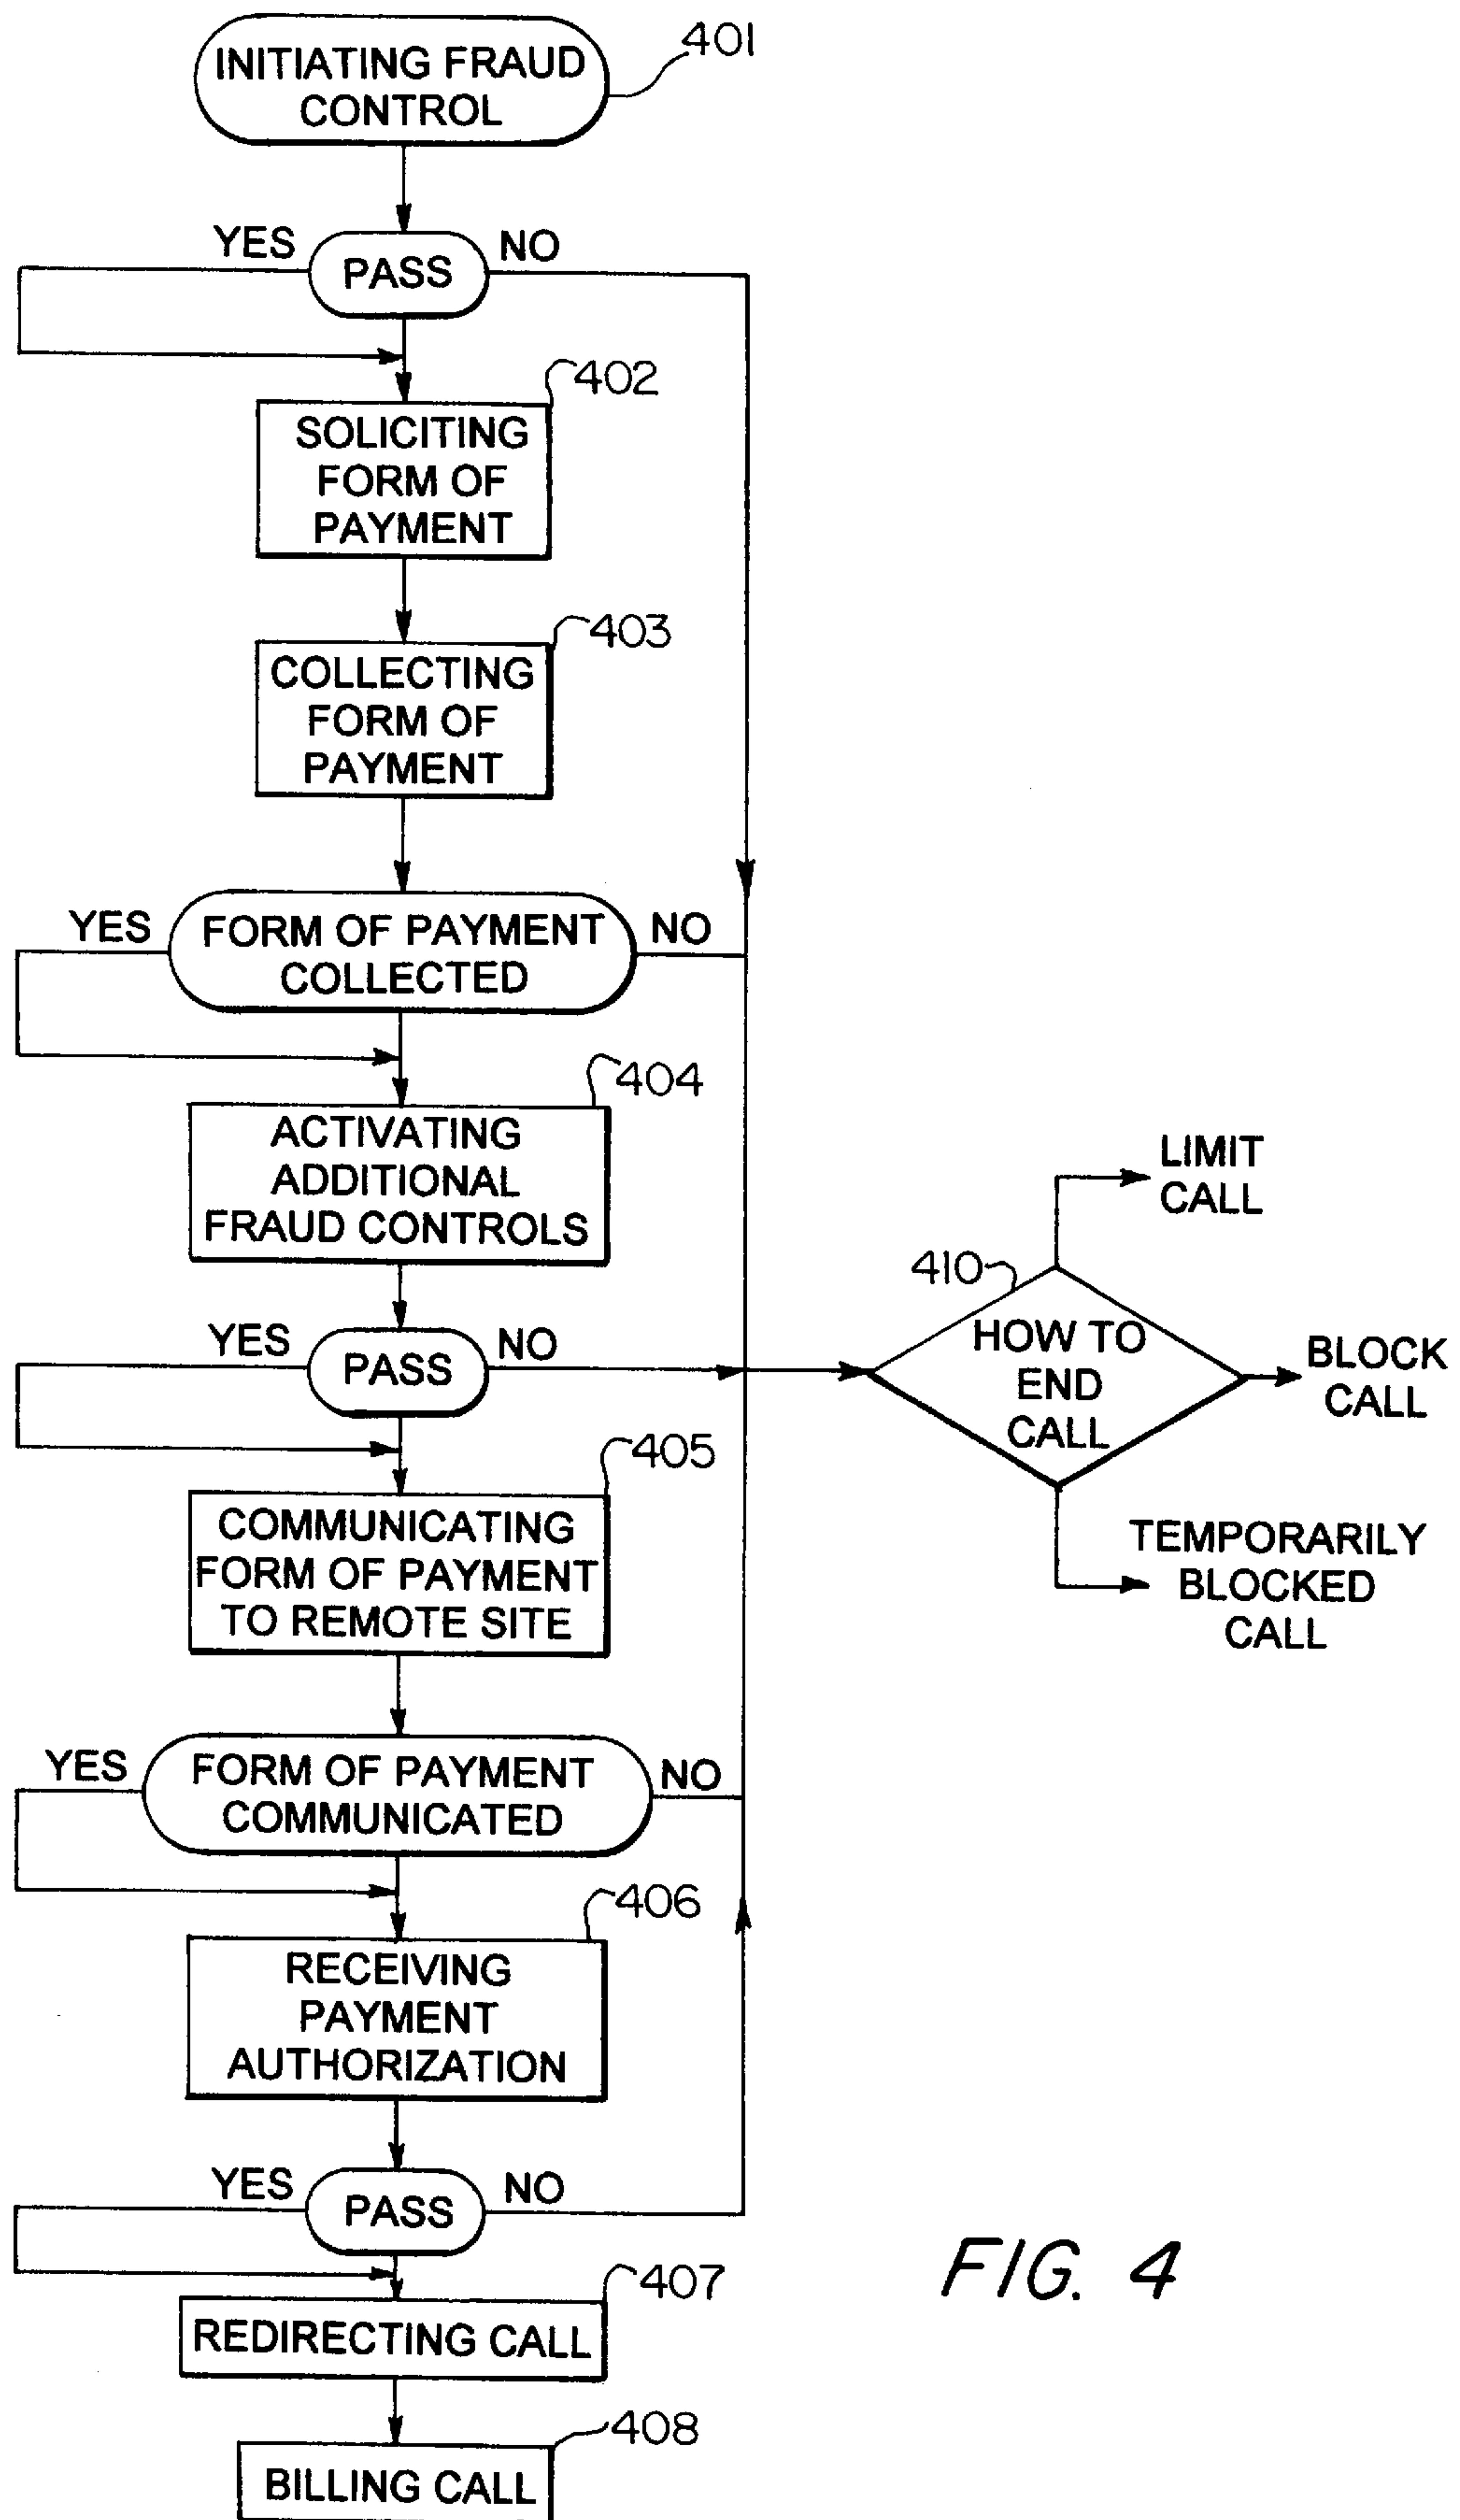 INITIATING FRAUD
CONTROL
401
YES
PASS
NO
402
SOLICITING
FORM OF
PAYMENT
403
COLLECTING
FORM OF
PAYMENT
YES
FORM OF PAYMENT
COLLECTED
NO
404
ACTIVATING
ADDITIONAL
FRAUD CONTROLS
YES
PASS
NO
LIMIT
CALL
410
HOW TO
END
CALL
BLOCK
CALL
TEMPORARILY
BLOCKED
CALL
405
COMMUNICATING
FORM OF PAYMENT
TO REMOTE SITE
YES
FORM OF PAYMENT
COMMUNICATED
NO
406
RECEIVING
PAYMENT
AUTHORIZATION
YES
PASS
NO
407
REDIRECTING CALL
408
BILLING CALL
FIG. 4